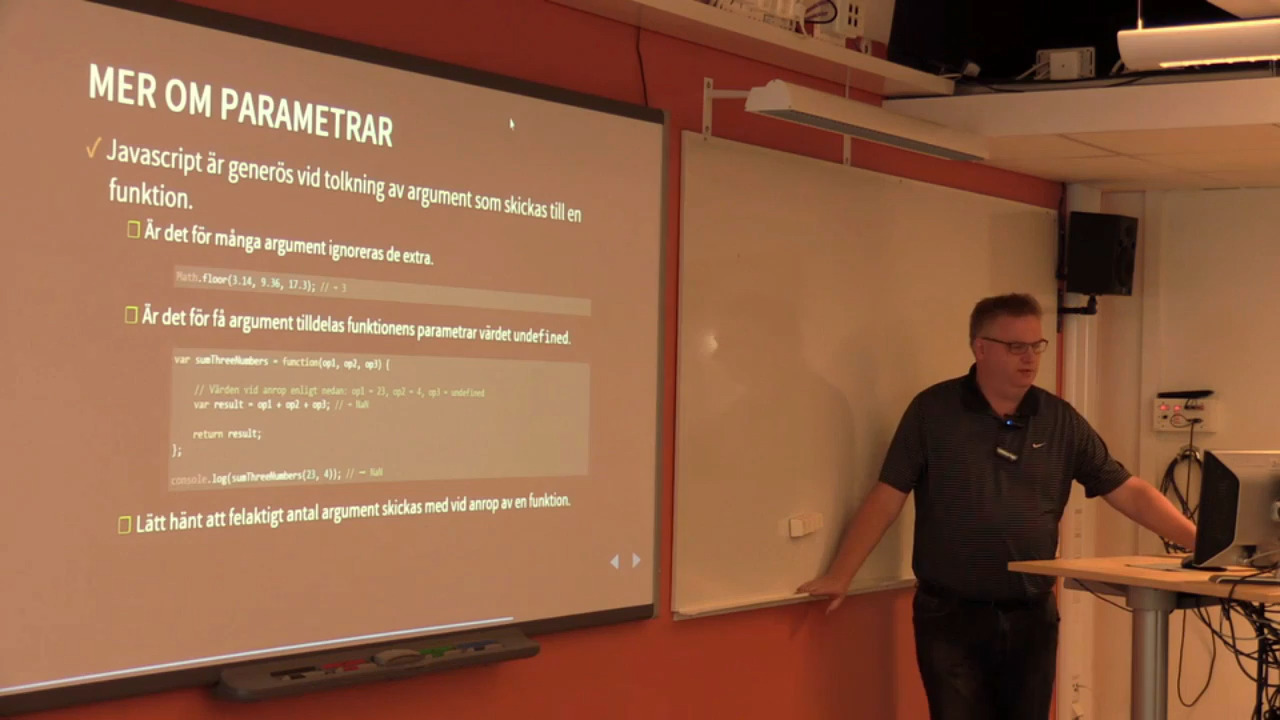 MER OM PARAMETRAR
✓ Javascript är generös vid tolkning av argument som skickas till en
funktion.
Är det för många argument ignoreras de extra.
Math.floor(3.14, 9.36, 17.3); // → 3
Är det för få argument tilldelas funktionens parametrar värdet undefined.
var sumThreeNumbers = function(op1, op2, op3) {
// Värden vid anrop enligt nedan: op1 = 23, op2 = 4, op3 = undefined
var result = op1 + op2 + op3; // = NaN
return result;
};
console.log(sumThreeNumbers(23, 4)); // → NaN
Lätt hänt att felaktigt antal argument skickas med vid anrop av en funktion.